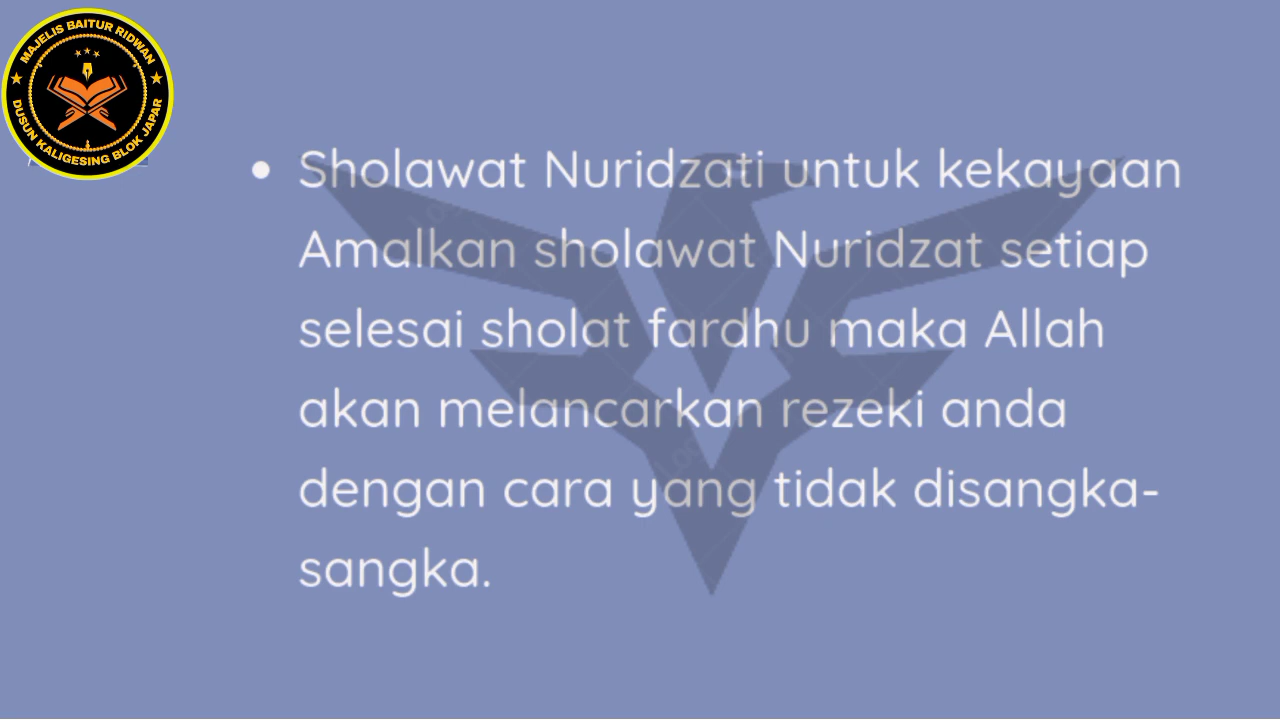 MAJELIS BAITUR RIDWAN
DUSUN KALIGESING BLOK JAPAR
• Sholawat Nuridzati untuk kekayaan
Amalkan sholawat Nuridzat setiap
selesai sholat fardhu maka Allah
akan melancarkan rezeki anda
dengan cara yang tidak disangka-
sangka.